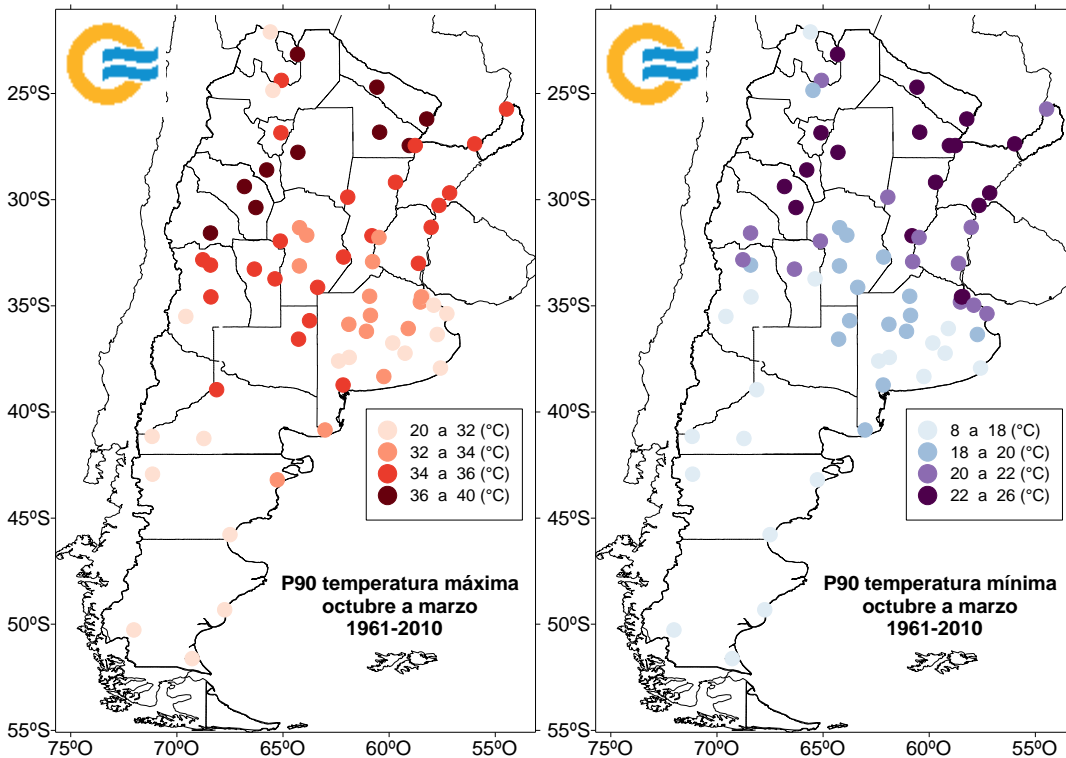 25ºS
30ºS
35ºS
40ºS
45ºS
50ºS
55ºS
75ºO
70ºO
65ºO
60ºO
55ºO
20 a 32 (°C)
32 a 34 (°C)
34 a 36 (°C)
36 a 40 (°C)
P90 temperatura máxima
octubre a marzo
1961-2010
25ºS
30ºS
35ºS
40ºS
45ºS
50ºS
55ºS
75ºO
70ºO
65ºO
60ºO
55ºO
8 a 18 (°C)
18 a 20 (°C)
20 a 22 (°C)
22 a 26 (°C)
P90 temperatura mínima
octubre a marzo
1961-2010